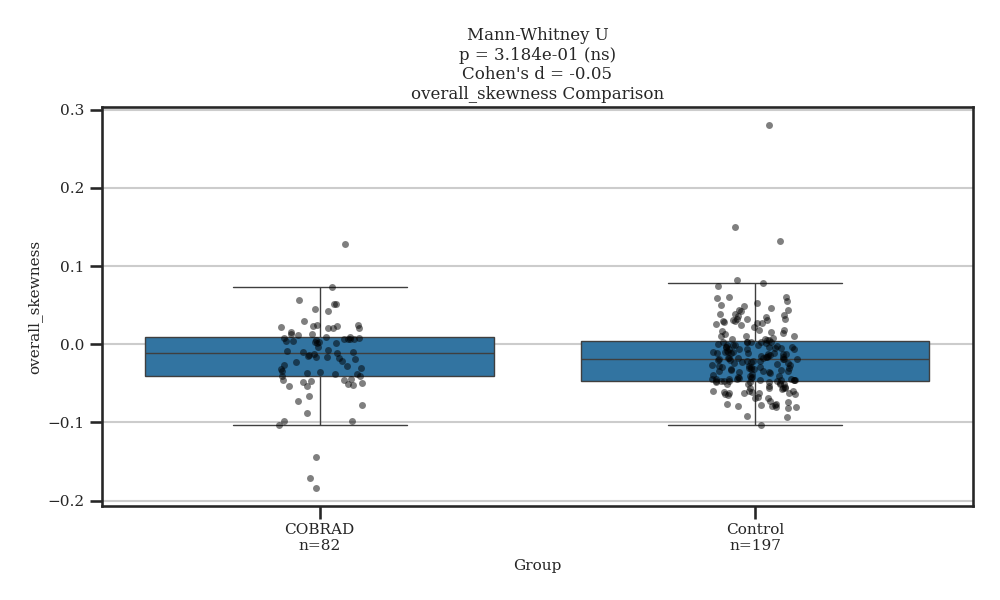 Mann-Whitney U
p = 3.184e-01 (ns)
Cohen's d = -0.05
overall_skewness Comparison
0.3
0.2
0.1
0.0
−0.1
−0.2
overall_skewness
COBRAD
n=82
Control
n=197
Group